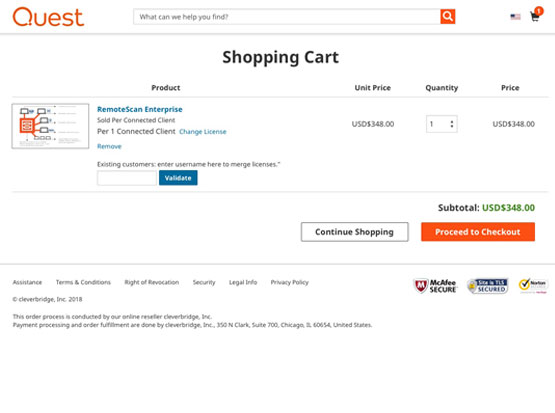 Quest
What can we help you find?
1
Shopping Cart
Product Unit Price Quantity Price
RemoteScan Enterprise
Sold Per Connected Client
Per 1 Connected Client Change License
USD$348.00 1 USD$348.00
Remove
Existing customers: enter username here to merge licenses."
Validate
Subtotal: USD$348.00
Continue Shopping Proceed to Checkout
Assistance Terms & Conditions Right of Revocation Security Legal Info Privacy Policy
McAfee SECURE Site is TLS SECURED Norton
© cleverbridge, Inc. 2018
This order process is conducted by our online reseller cleverbridge, Inc.
Payment processing and order fulfillment are done by cleverbridge, Inc., 350 N Clark, Suite 700, Chicago, IL 60654, United States.